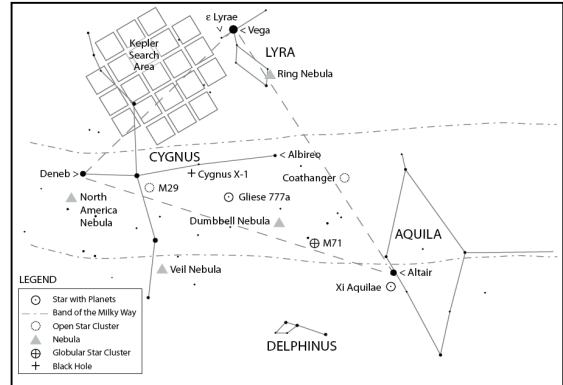 ε Lyrae
< Vega
Kepler
Search
Area
LYRA
Ring Nebula
CYGNUS
< Albireo
Deneb >
Cygnus X-1
Coathanger
M29
Gliese 777a
North
America
Nebula
Dumbbell Nebula
M71
AQUILA
Veil Nebula
< Altair
Xi Aquilae
LEGEND
Star with Planets
Band of the Milky Way
Open Star Cluster
Nebula
Globular Star Cluster
Black Hole
DELPHINUS